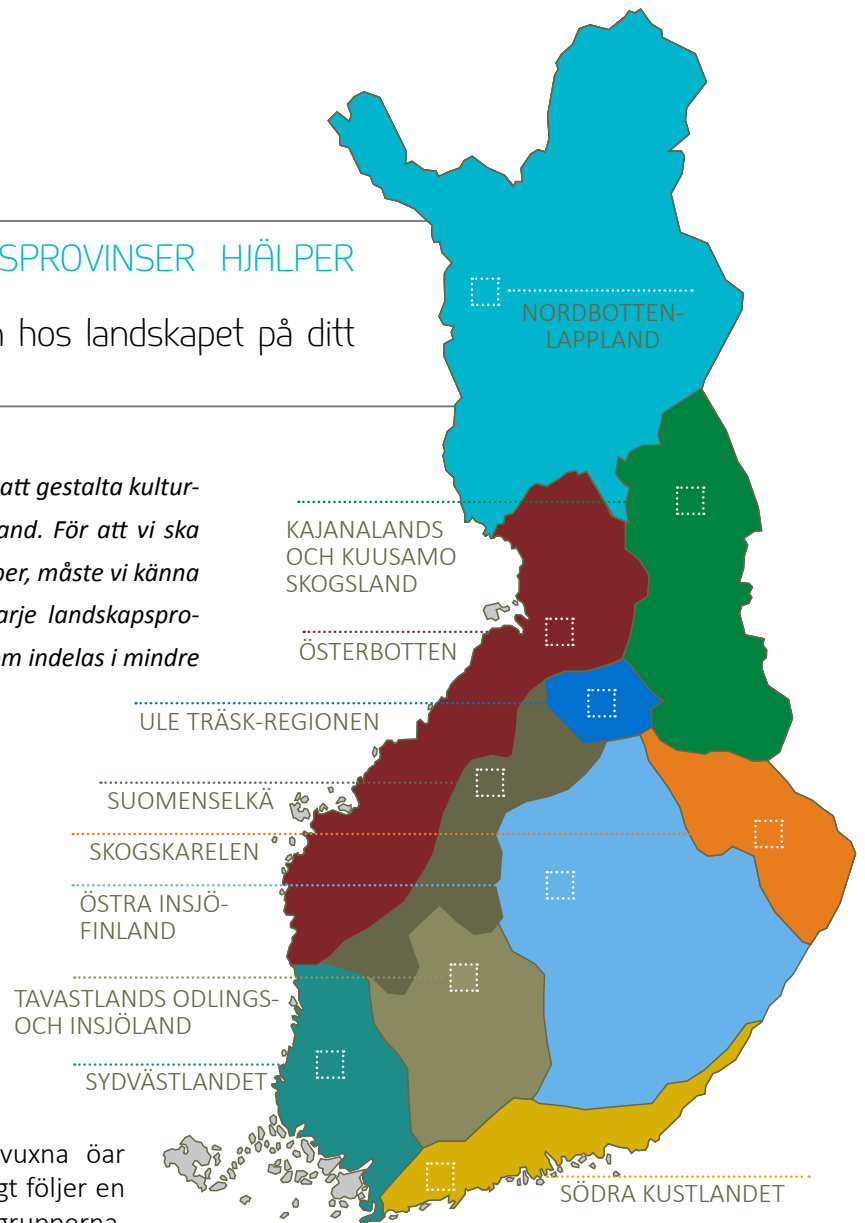 SPROVINSER HJÄLPER
hos landskapet på ditt
att gestalta kultur-
and. För att vi ska
per, måste vi känna
arje landskapspro-
om indelas i mindre
NORDBOTTEN-
LAPPLAND
KAJANALANDS
OCH KUUSAMO
SKOGSLAND
ÖSTERBOTTEN
ULE TRÄSK-REGIONEN
SUOMENSELKÄ
SKOGSKARELEN
ÖSTRA INSJÖ-
FINLAND
TAVASTLANDS ODLINGS-
OCH INSJÖLAND
SYDVÄSTLANDET
SÖDRA KUSTLANDET
vuxna öar
gt följer en
grupperna